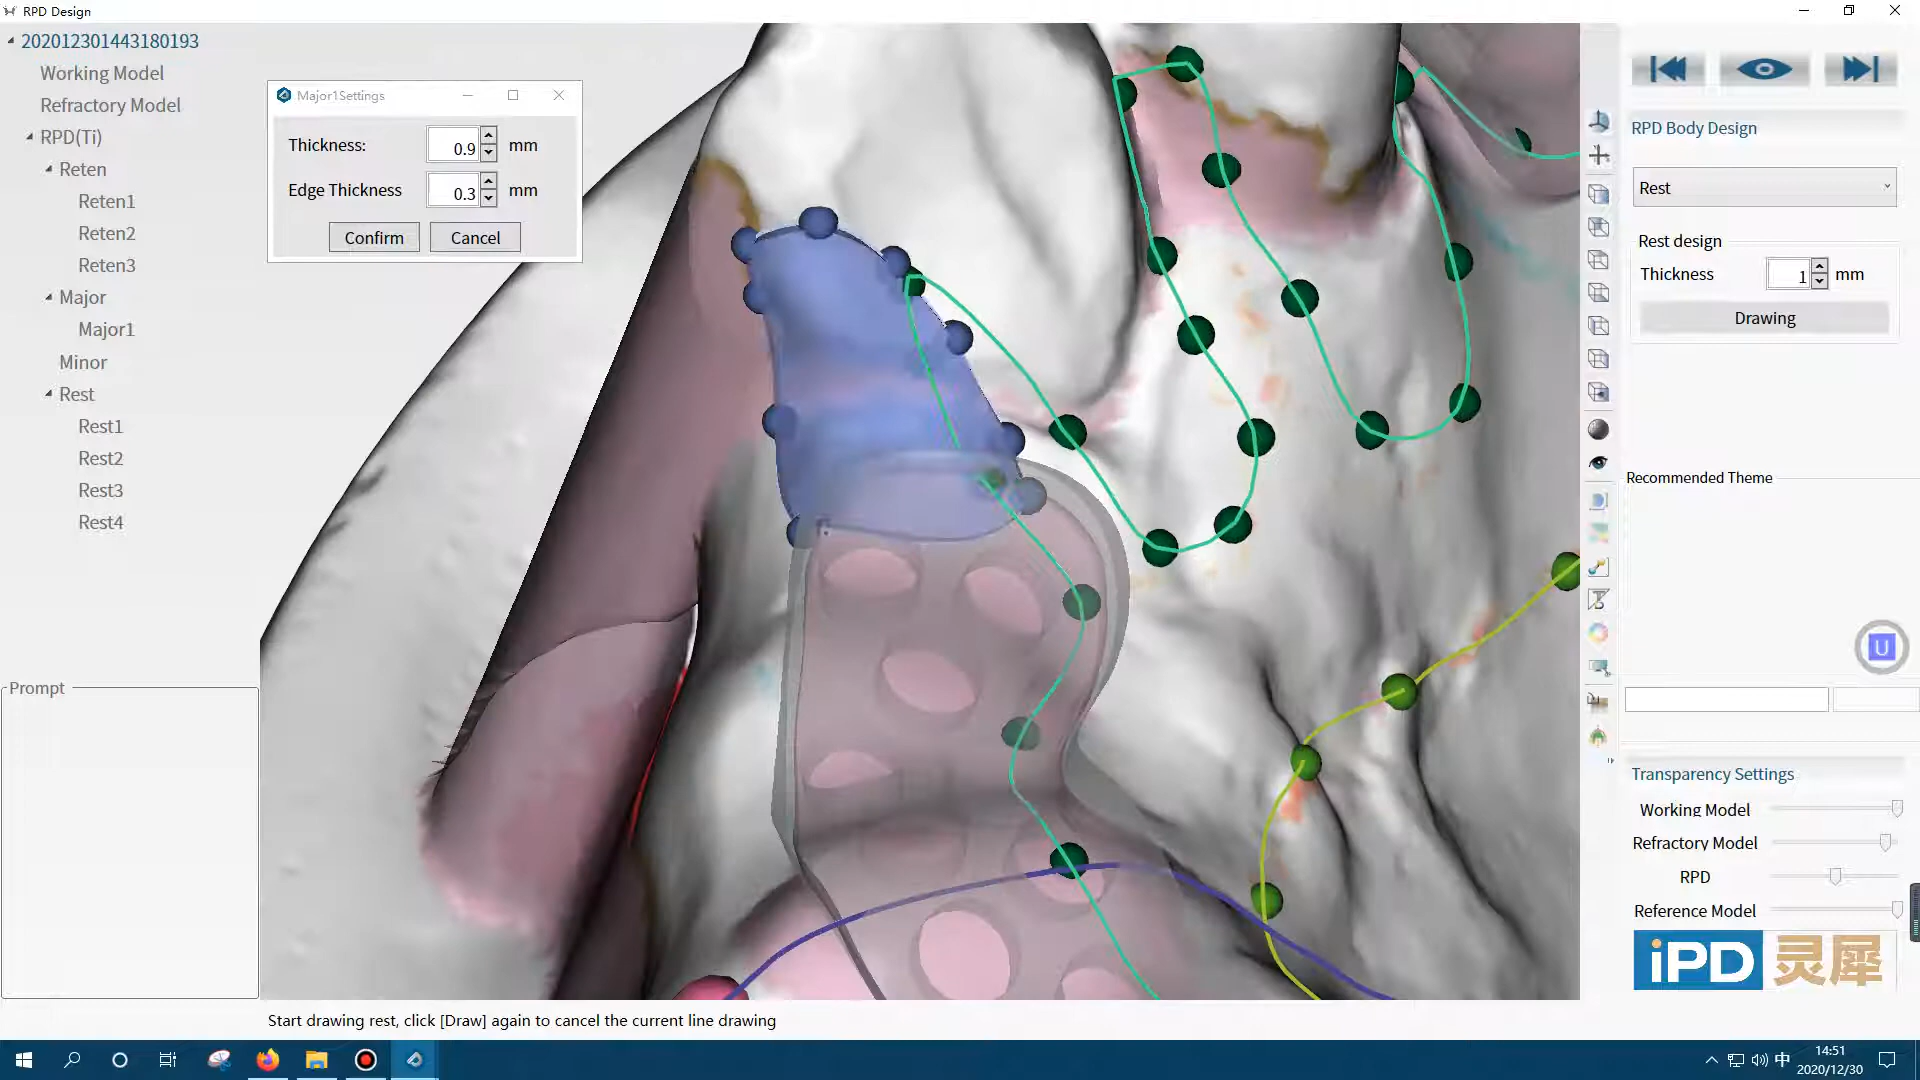 RPD Design
202012301443180193
Working Model
Refractory Model
RPD(Ti)
Reten
Reten1
Reten2
Reten3
Major
Major1
Minor
Rest
Rest1
Rest2
Rest3
Rest4
Prompt
Major1Settings
Thickness: 0.9 mm
Edge Thickness 0.3 mm
Confirm Cancel
RPD Body Design
Rest
Rest design
Thickness 1 mm
Drawing
Recommended Theme
U
Transparency Settings
Working Model
Refractory Model
RPD
Reference Model
iPD 灵犀
Start drawing rest, click [Draw] again to cancel the current line drawing
中
14:51
2020/12/30